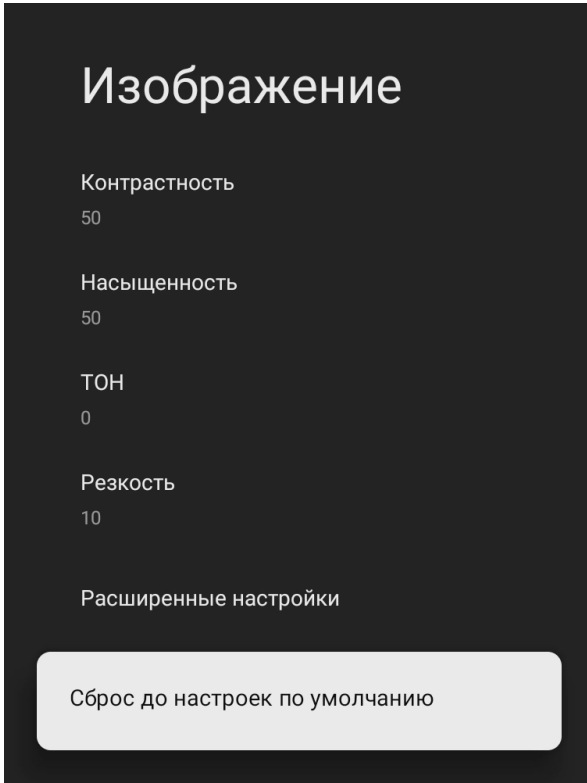 Изображение
Контрастность
50
Насыщенность
50
ТОН
0
Резкость
10
Расширенные настройки
Сброс до настроек по умолчанию